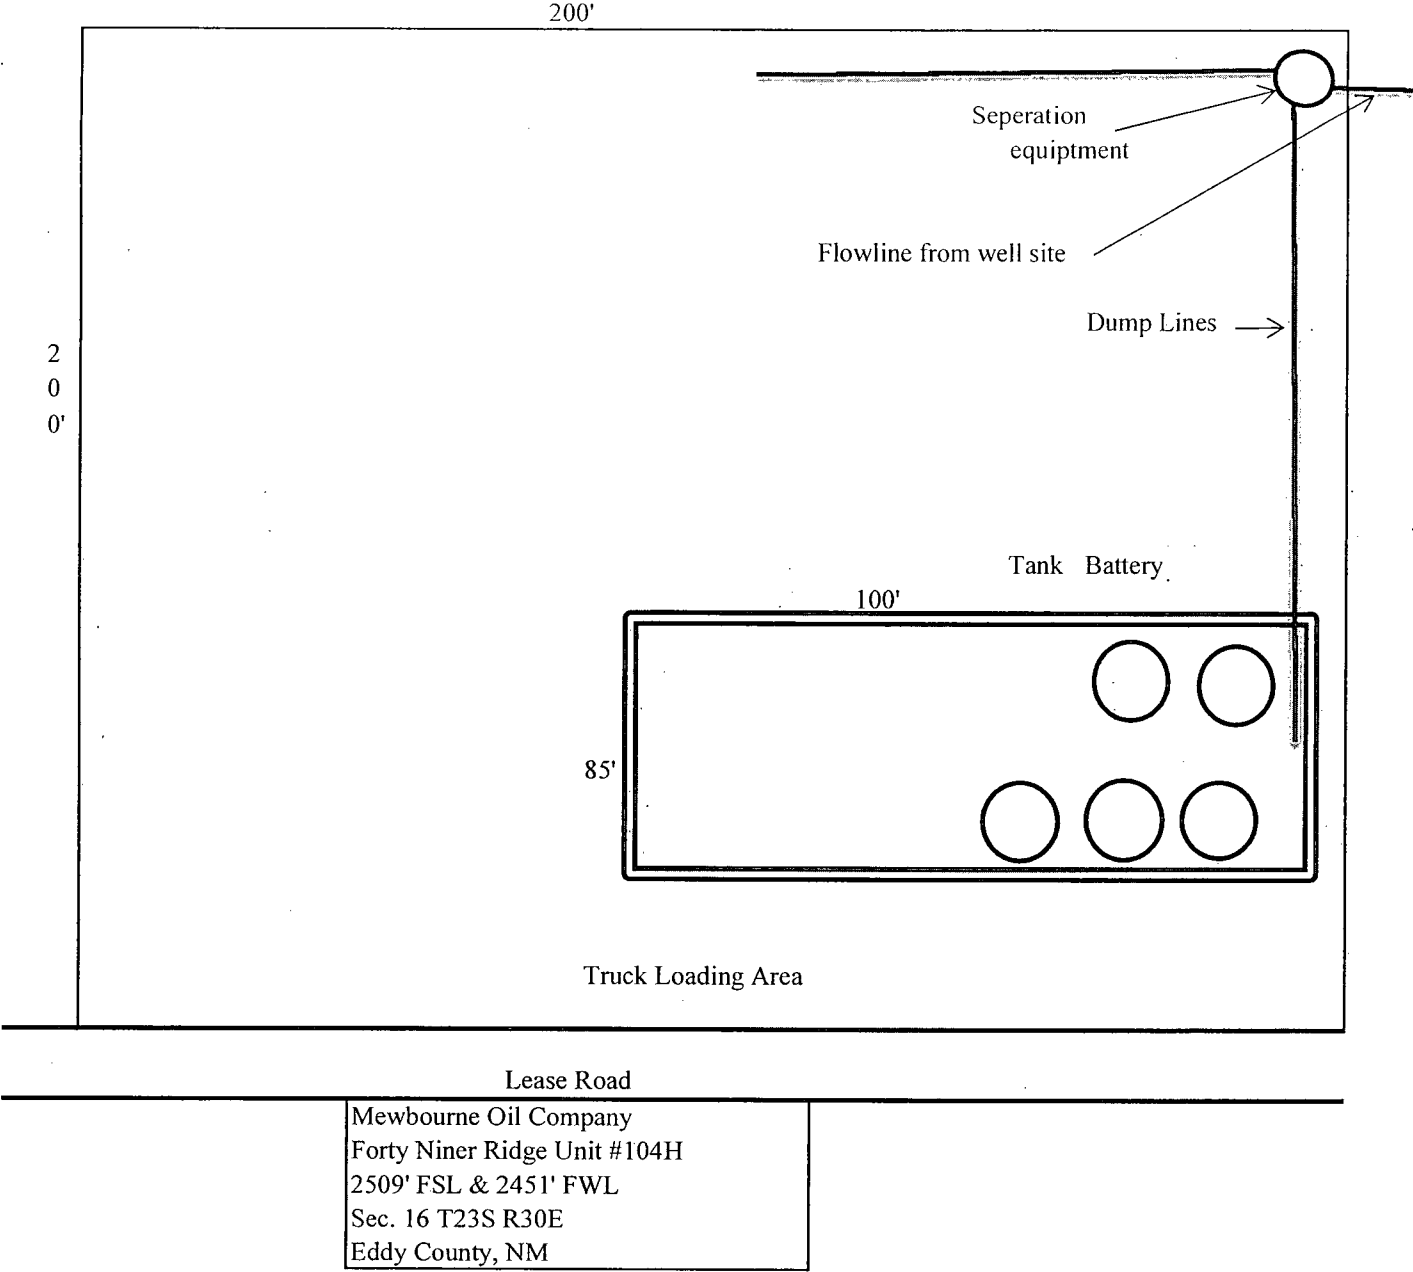 200'
Seperation
equiptment
Flowline from well site
Dump Lines
2
0
0'
Tank Battery
100'
85'
Truck Loading Area
Lease Road
Mewbourne Oil Company
Forty Niner Ridge Unit #104H
2509' FSL & 2451' FWL
Sec. 16 T23S R30E
Eddy County, NM